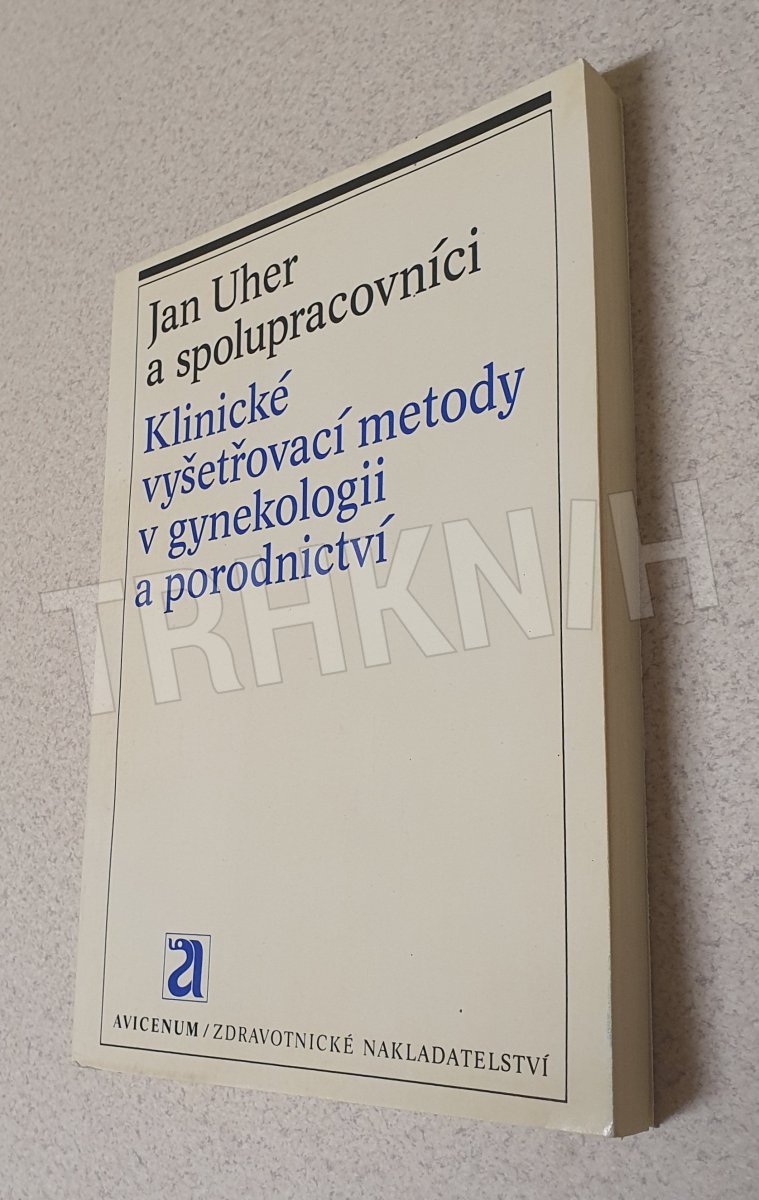 Jan Uher
a spolupracovníci
Klinické
vyšetřovací metody
v gynekologii
a porodnictví
TRHKNIH
a
AVICENUM/ZDRAVOTNICKÉ NAKLADATELSTVÍ